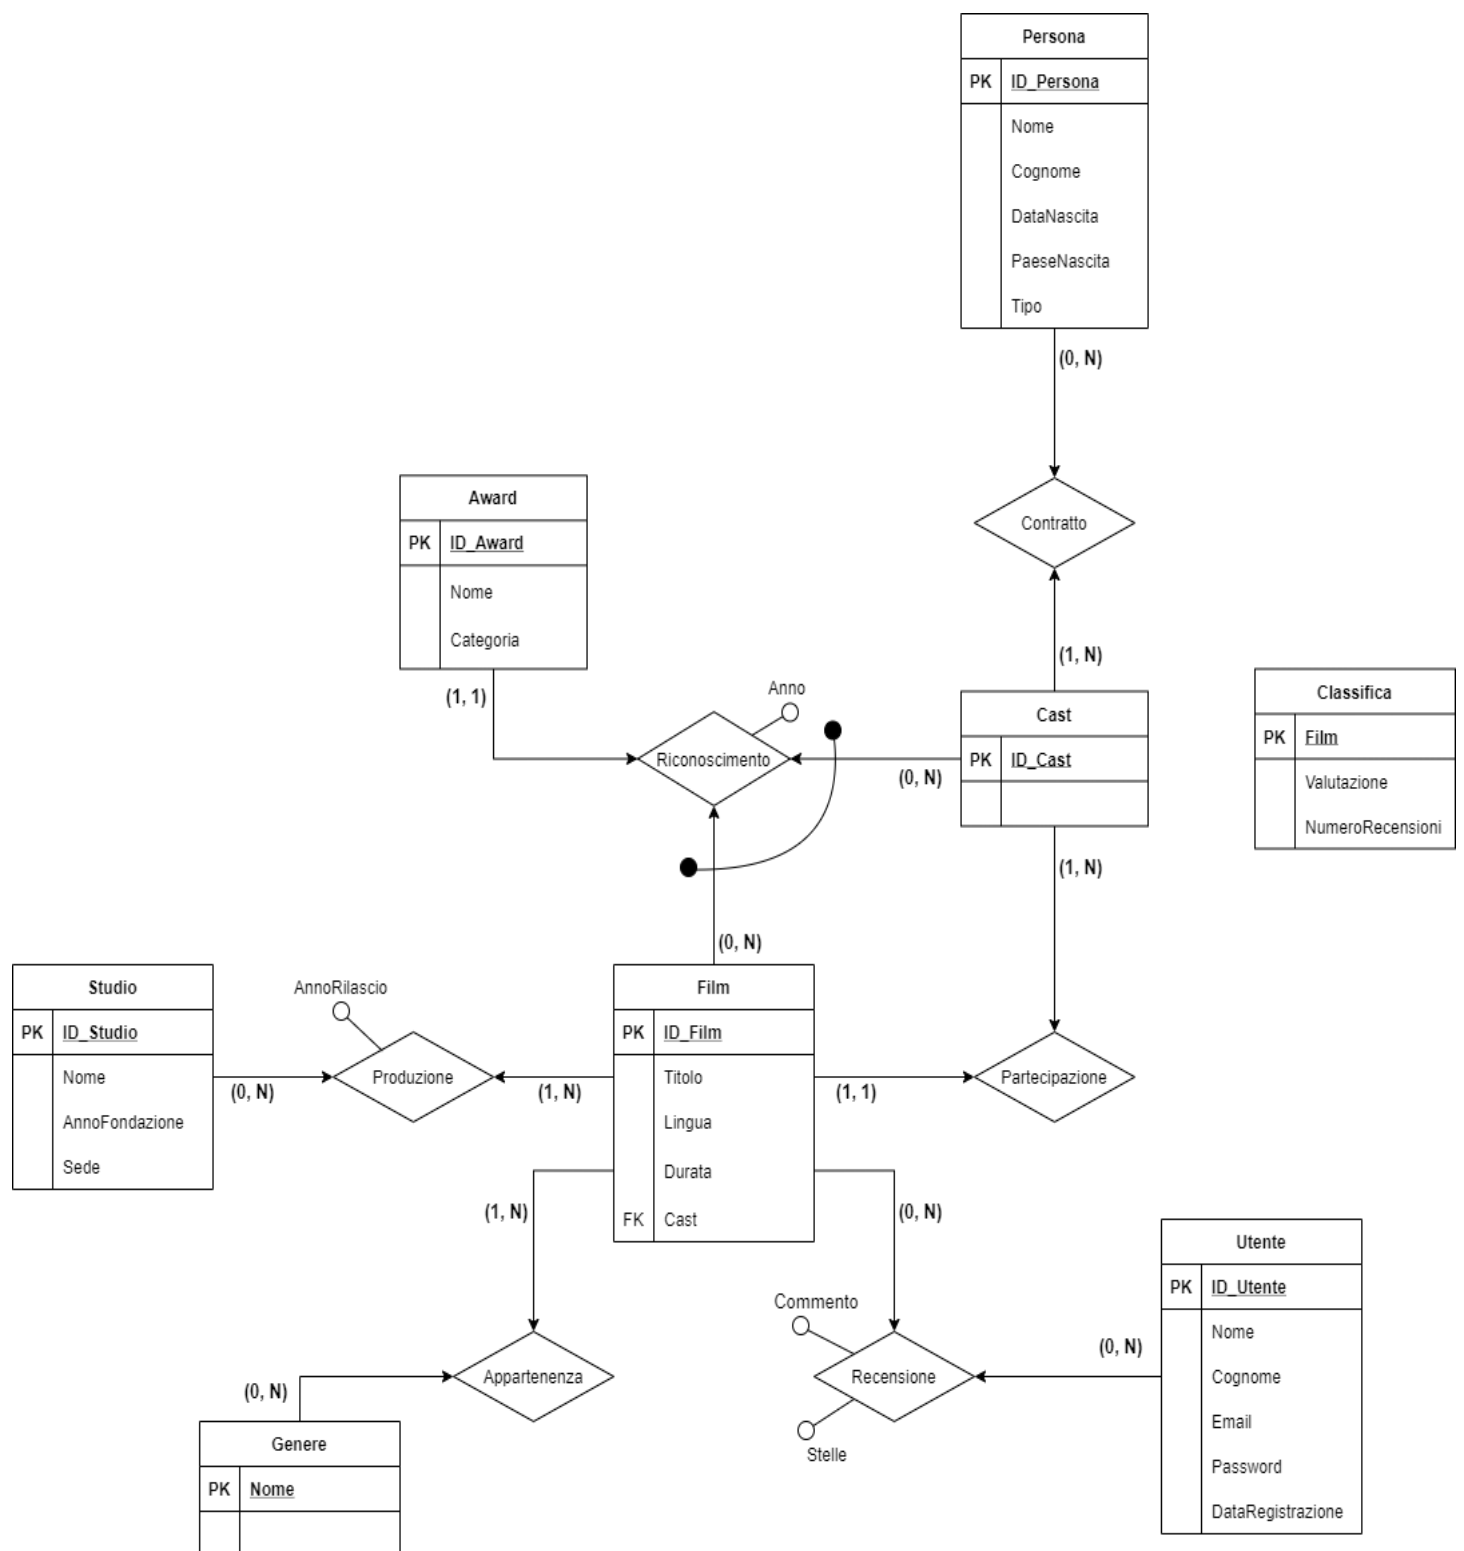 Persona
PK ID_Persona
Nome
Cognome
DataNascita
PaeseNascita
Tipo
(0, N)
Contratto
(1, N)
Award
PK ID_Award
Nome
Categoria
(1, 1)
Anno
Riconoscimento
(0, N)
Cast
PK ID_Cast
(1, N)
Classifica
PK Film
Valutazione
NumeroRecensioni
(0, N)
Studio
PK ID_Studio
Nome
AnnoFondazione
Sede
(0, N)
AnnoRilascio
Produzione
(1, N)
Film
PK ID_Film
Titolo
Lingua
Durata
FK Cast
(1, 1)
Partecipazione
(1, N)
(0, N)
Appartenenza
(0, N)
Genere
PK Nome
Commento
Recensione
Stelle
(0, N)
Utente
PK ID_Utente
Nome
Cognome
Email
Password
DataRegistrazione